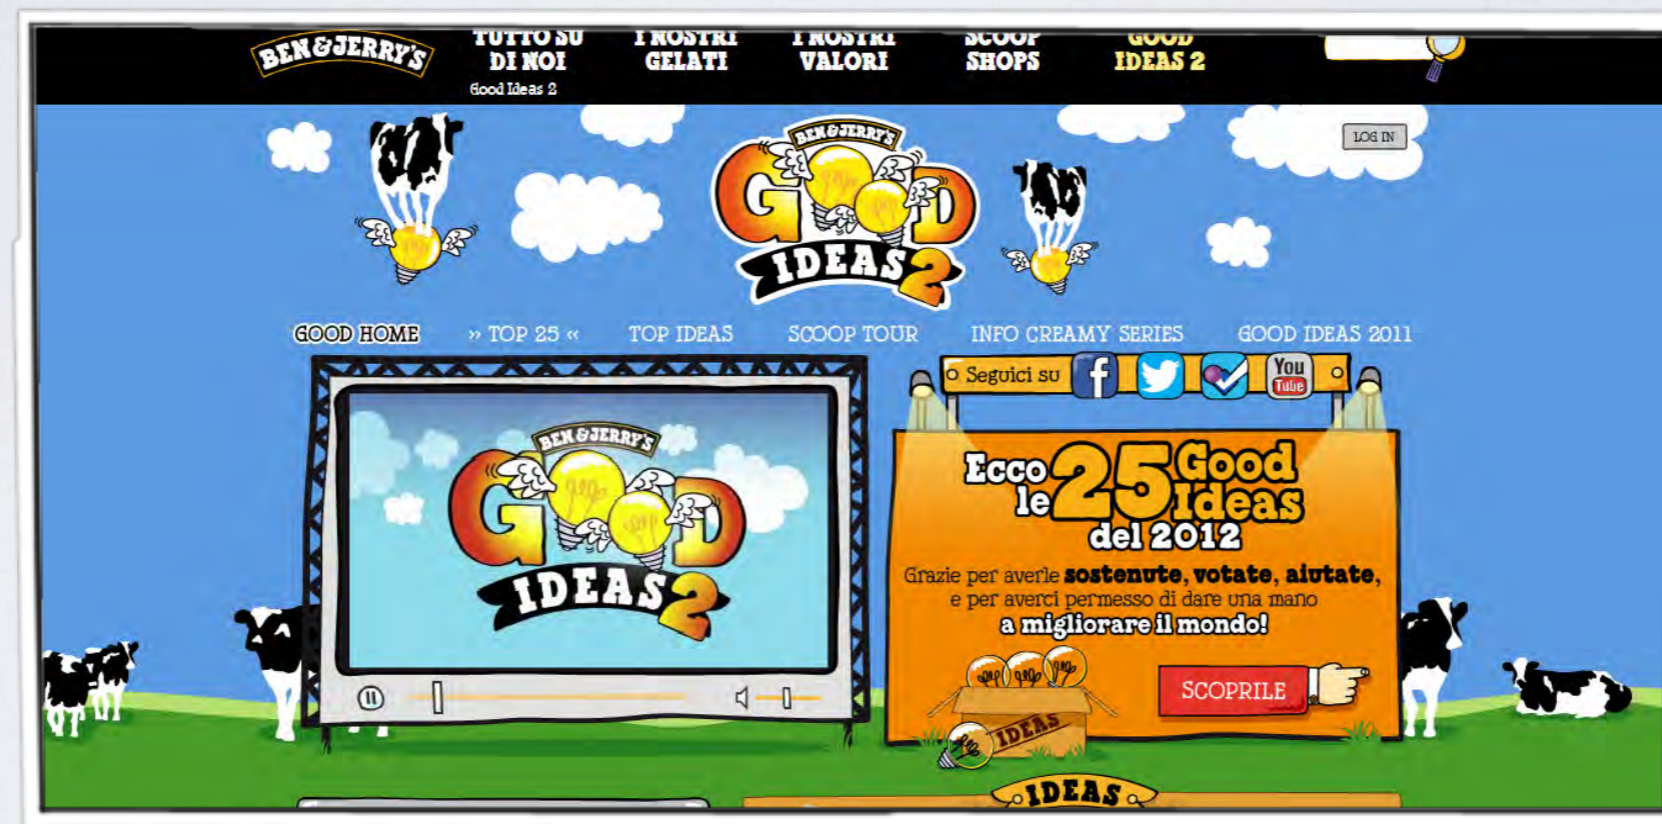 BEN & JERRY'S
TUTTO SU
DI NOI
I NOSTRI
GELATI
I NOSTRI
VALORI
SCOOP
SHOPS
GOOD
IDEAS 2
Good Ideas 2
LOG IN
BEN & JERRY'S
GOOD
IDEAS 2
GOOD HOME
>> TOP 25 <<
TOP IDEAS
SCOOP TOUR
INFO CREAMY SERIES
GOOD IDEAS 2011
BEN & JERRY'S
GOOD
IDEAS 2
Seguici su
You
Tube
Ecco le 25 Good Ideas
del 2012
Grazie per averle sostenute, votate, aiutate,
e per averci permesso di dare una mano
a migliorare il mondo!
SCOPRILE
IDEAS
IDEAS